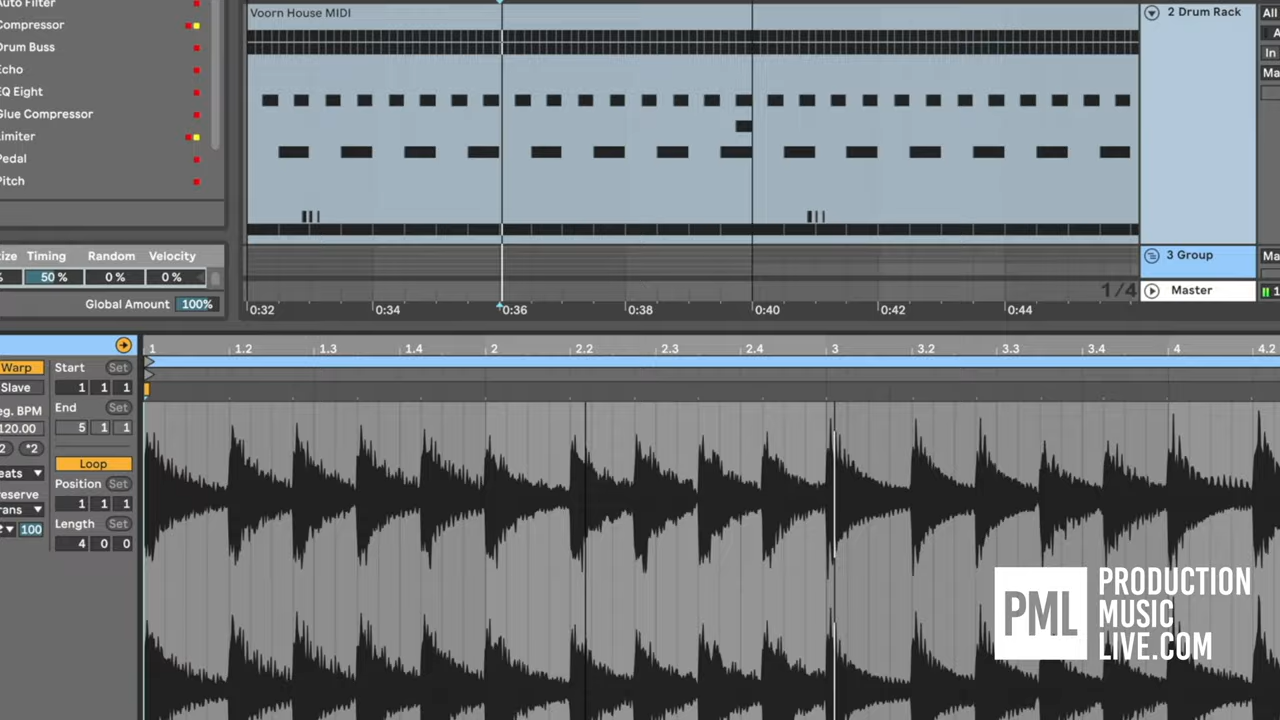 Auto Filter
Compressor
Drum Buss
Echo
EQ Eight
Glue Compressor
Limiter
Pedal
Pitch
Timing Random Velocity
50 % 0 % 0 %
Global Amount 100%
Voorn House MIDI
2 Drum Rack
All
In
3 Group
1/4
Master
0:32 0:34 0:36 0:38 0:40 0:42 0:44
1 1.2 1.3 1.4 2 2.2 2.3 2.4 3 3.2 3.3 3.4 4 4.2
Warp Start Set
Slave 1 1 1
End Set
120.00 5 1 1
*2
Loop
Position Set
1 1 1
100 Length Set
4 0 0
PML PRODUCTION
MUSIC
LIVE.COM